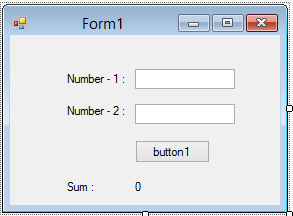 Form1
Number - 1 :
Number - 2 :
button1
Sum : 0